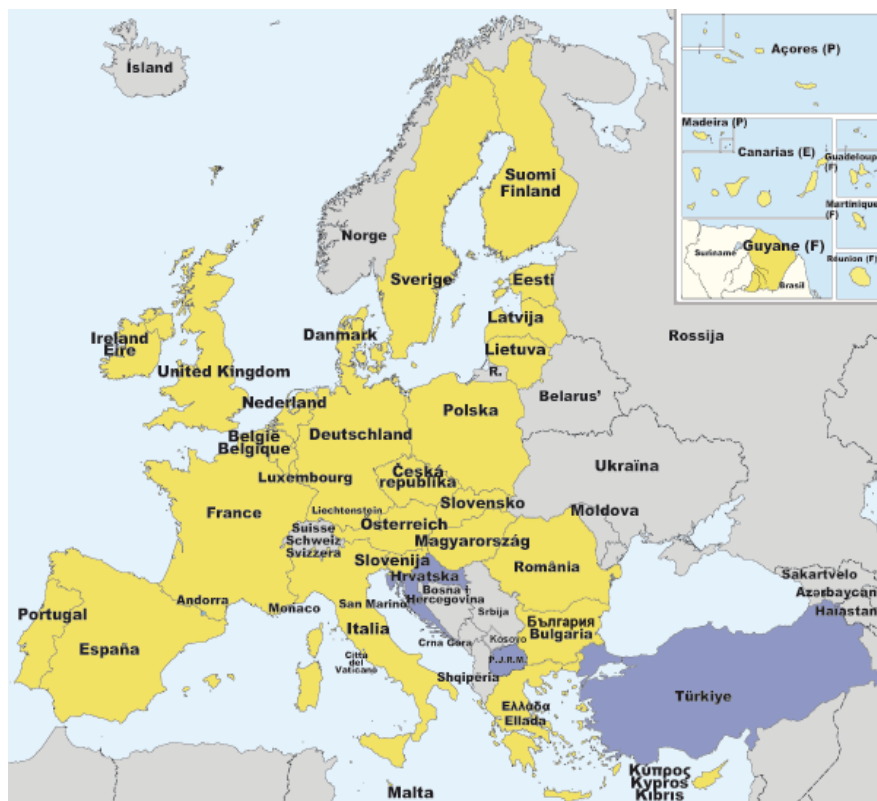 Ísland
Açores (P)
Madeira (P)
Canarias (E)
Guadeloup
(F)
Martinique
(F)
Suriname
Guyane (F)
Brasil
Réunion (F)
Suomi
Finland
Norge
Sverige
Eesti
Latvija
Lietuva
R.
Rossija
Danmark
Ireland
Éire
United Kingdom
Nederland
België
Belgique
Luxembourg
Deutschland
Polska
Belarus'
Ukraïna
Moldova
Česká
republika
Slovensko
Liechtenstein
Österreich
Magyarország
France
Suisse
Schweiz
Svizzera
Slovenija
Hrvatska
Bosna i
Hercegovina
România
Srbija
Sakartvelo
Azərbaycan
Haïastan
Portugal
España
Andorra
Monaco
San Marino
Italia
Città
del
Vaticano
Crna Gora
Kosovo
България
Bulgaria
P.J.R.M.
Shqipëria
Ελλάδα
Ellada
Türkiye
Malta
Κύπρος
Kypros
Kıbrıs